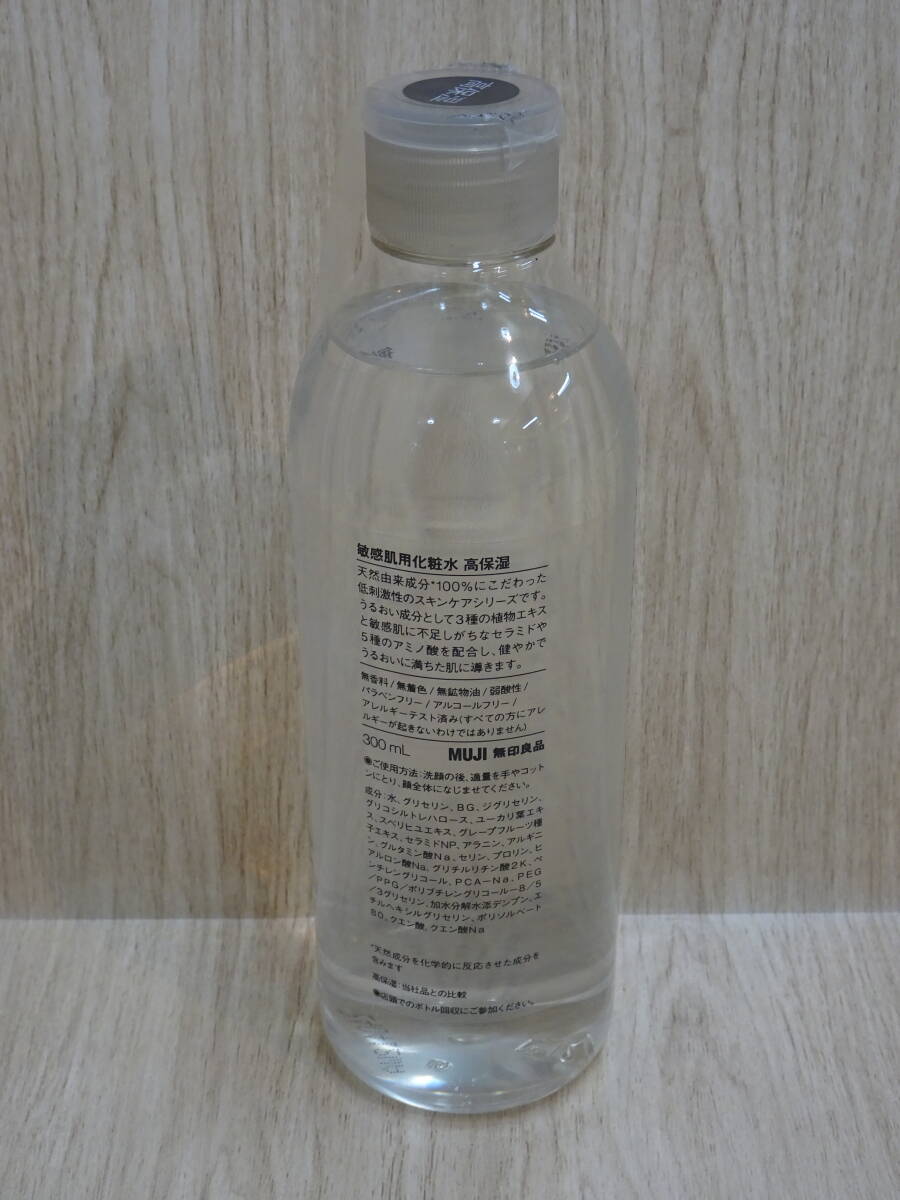 高保湿
敏感肌用化粧水 高保湿
天然由来成分*100%にこだわった
低刺激性のスキンケアシリーズです。
うるおい成分として3種の植物エキス
と敏感肌に不足しがちなセラミドや
5種のアミノ酸を配合し、健やかで
うるおいに満ちた肌に導きます。
無香料/無着色/無鉱物油/弱酸性/
パラベンフリー/アルコールフリー/
アレルギーテスト済み(すべての方にアレ
ルギーが起きないわけではありません)
300mL MUJI 無印良品
◉ご使用方法:洗顔の後、適量を手やコット
ンにとり、顔全体になじませてください。
成分:水、グリセリン、BG、ジグリセリン、
グリコシルトレハロース、ユーカリ葉エキ
ス、スベリヒユエキス、グレープフルーツ種
子エキス、セラミドNP、アラニン、アルギニ
ン、グルタミン酸Na、セリン、プロリン、ヒ
アルロン酸Na、グリチルリチン酸2K、ペ
ンチレングリコール、PCA-Na、PEG
/PPG/ポリブチレングリコール-8/5
/3グリセリン、加水分解水添デンプン、エ
チルヘキシルグリセリン、ポリソルベート
80、クエン酸、クエン酸Na
*天然成分を化学的に反応させた成分を
含みます
高保湿:当社品との比較
◉店頭でのボトル回収にご参加ください。